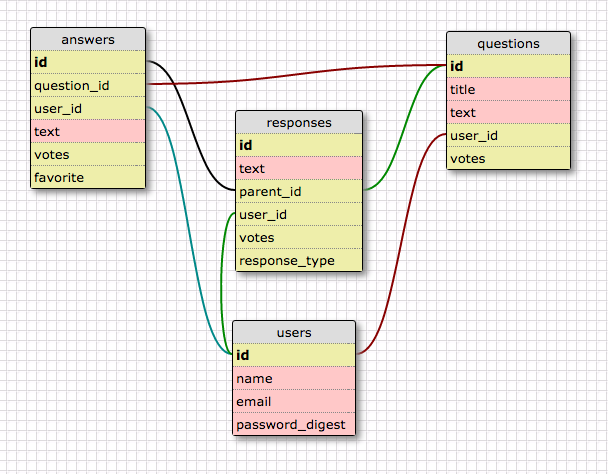 answers
id
question_id
user_id
text
votes
favorite
responses
id
text
parent_id
user_id
votes
response_type
questions
id
title
text
user_id
votes
users
id
name
email
password_digest